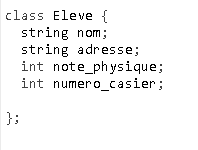 class Eleve {
  string nom;
  string adresse;
  int note_physique;
  int numero_casier;

};